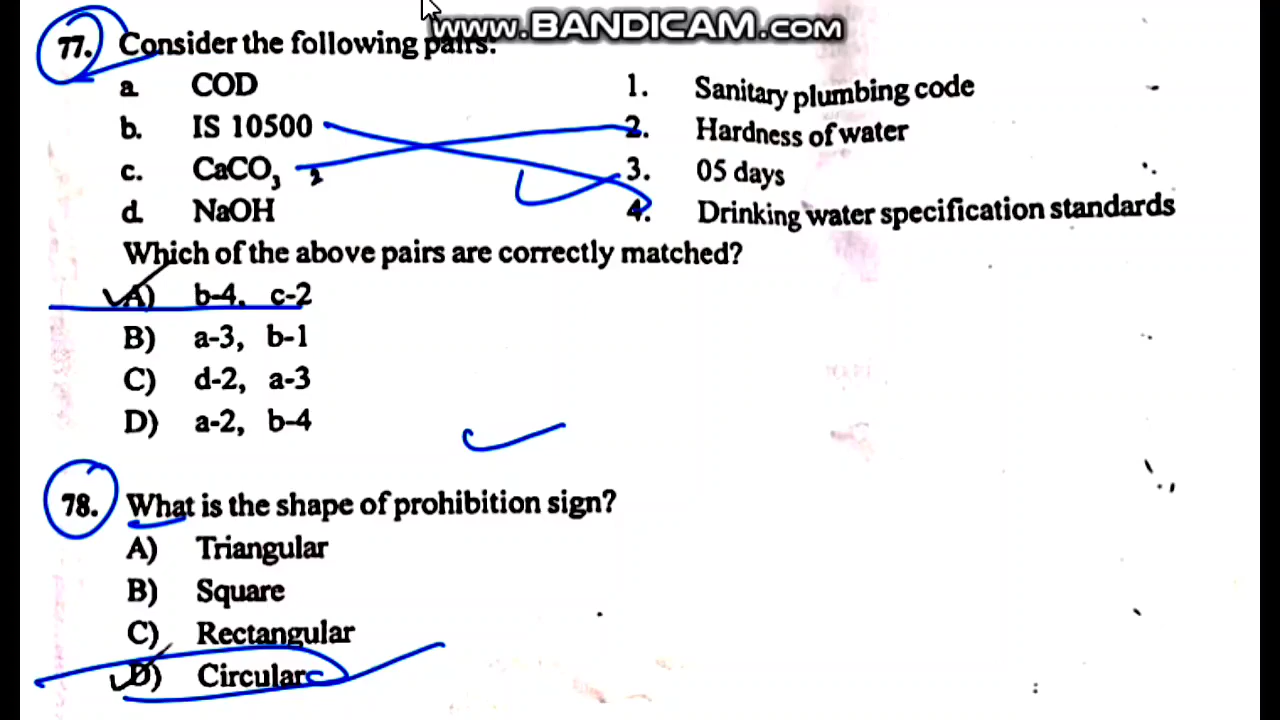 www.BANDICAM.com
77. Consider the following pairs:
a COD 1. Sanitary plumbing code
b. IS 10500 2. Hardness of water
c. CaCO3 3. 05 days
d. NaOH 4. Drinking water specification standards
Which of the above pairs are correctly matched?
A) b-4, c-2
B) a-3, b-1
C) d-2, a-3
D) a-2, b-4
78. What is the shape of prohibition sign?
A) Triangular
B) Square
C) Rectangular
D) Circular